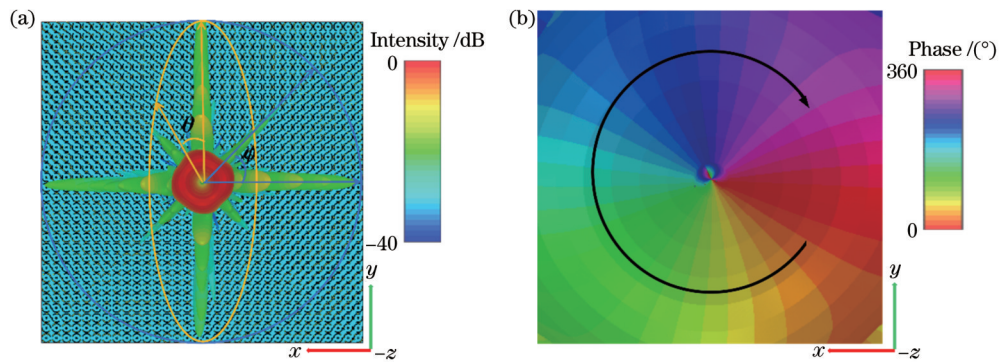 (a)
Intensity /dB
0
−40
θ
φ
y
x
−z
(b)
Phase /(°)
360
0
y
x
−z